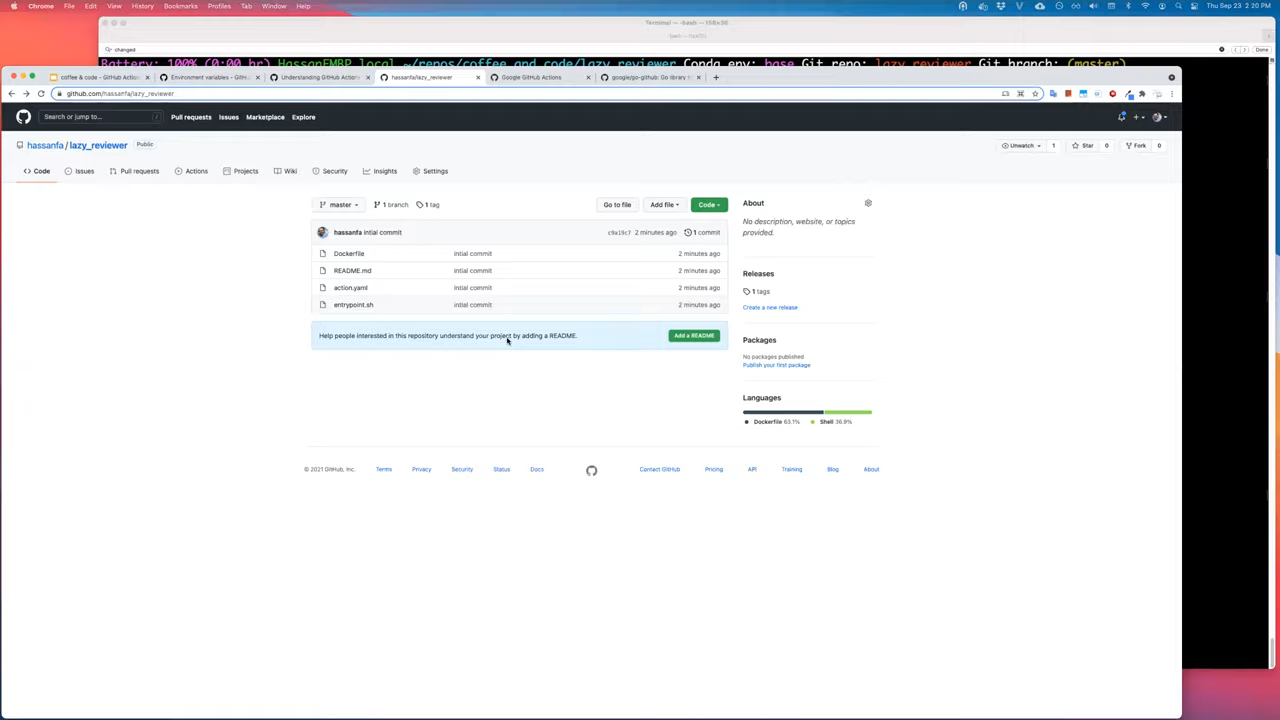 Chrome File Edit View History Bookmarks Profiles Tab Window Help Thu Sep 23 2:20 PM
Terminal — -bash — 158×36
-bash
changed Done
Battery: 100% (0:00 hr) HassanFMBP.local ~/repos/coffee_and_code/lazy_reviewer Conda env: base Git repo: lazy_reviewer Git branch: (master)
coffee & code - GitHub Action Environment variables - GitHu Understanding GitHub Action hassanfa/lazy_reviewer Google GitHub Actions google/go-github: Go library
github.com/hassanfa/lazy_reviewer
Search or jump to... / Pull requests Issues Marketplace Explore
hassanfa / lazy_reviewer Public Unwatch 1 Star 0 Fork 0
Code Issues Pull requests Actions Projects Wiki Security Insights Settings
master 1 branch 1 tag Go to file Add file Code About
No description, website, or topics
provided.
hassanfa intial commit c9a19c7 2 minutes ago 1 commit
Dockerfile intial commit 2 minutes ago
README.md intial commit 2 minutes ago
action.yaml intial commit 2 minutes ago
entrypoint.sh intial commit 2 minutes ago
Help people interested in this repository understand your project by adding a README. Add a README
Releases
1 tags
Create a new release
Packages
No packages published
Publish your first package
Languages
Dockerfile 63.1% Shell 36.9%
© 2021 GitHub, Inc. Terms Privacy Security Status Docs Contact GitHub Pricing API Training Blog About